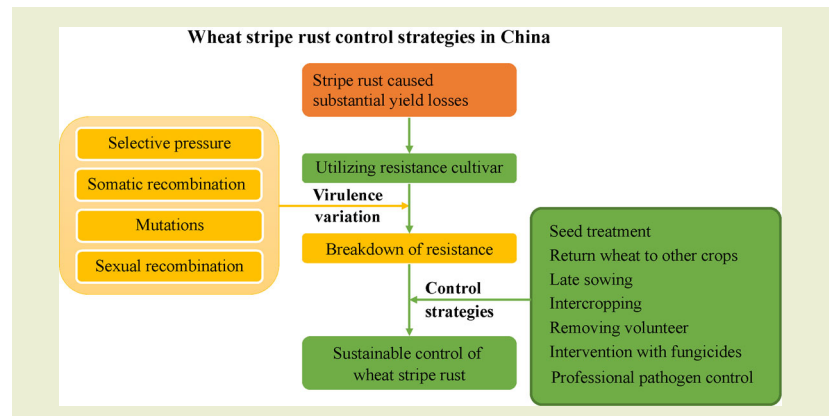 Wheat stripe rust control strategies in China
Stripe rust caused
substantial yield losses
Selective pressure
Somatic recombination
Mutations
Sexual recombination
Utilizing resistance cultivar
Virulence
variation
Breakdown of resistance
Control
strategies
Seed treatment
Return wheat to other crops
Late sowing
Intercropping
Removing volunteer
Intervention with fungicides
Professional pathogen control
Sustainable control of
wheat stripe rust